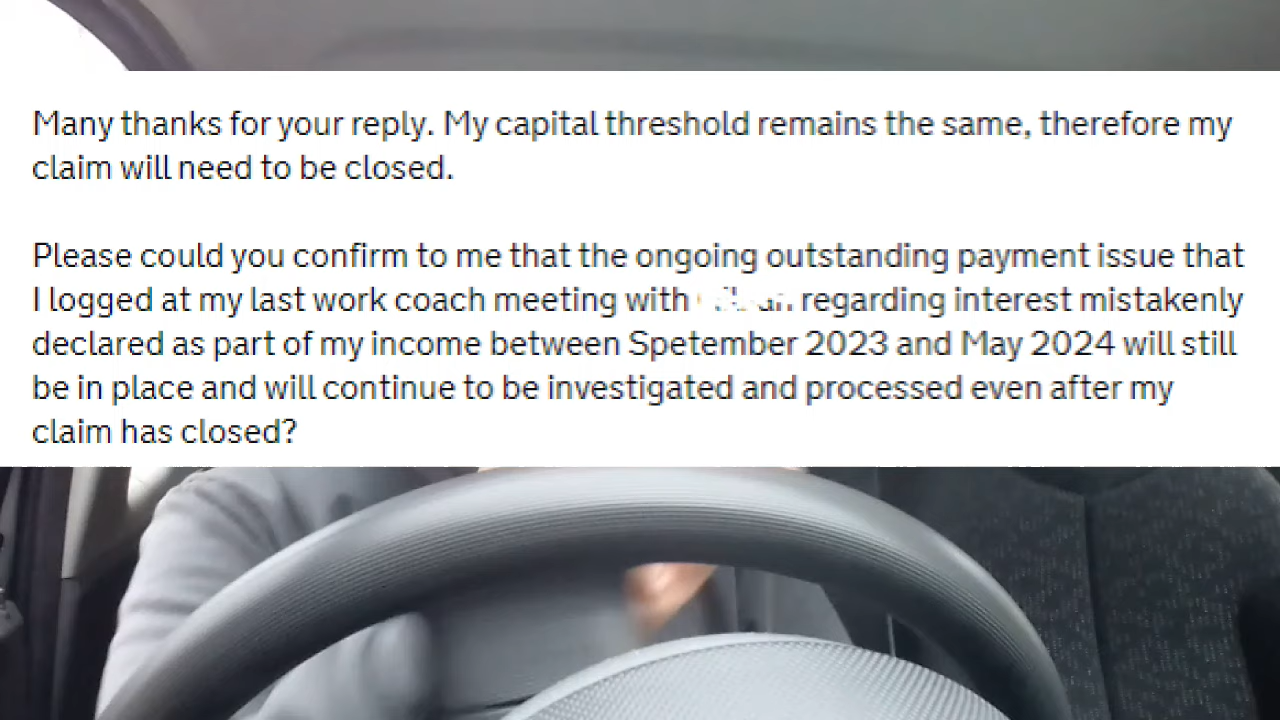 Many thanks for your reply. My capital threshold remains the same, therefore my
claim will need to be closed.
Please could you confirm to me that the ongoing outstanding payment issue that
I logged at my last work coach meeting with regarding interest mistakenly
declared as part of my income between Spetember 2023 and May 2024 will still
be in place and will continue to be investigated and processed even after my
claim has closed?